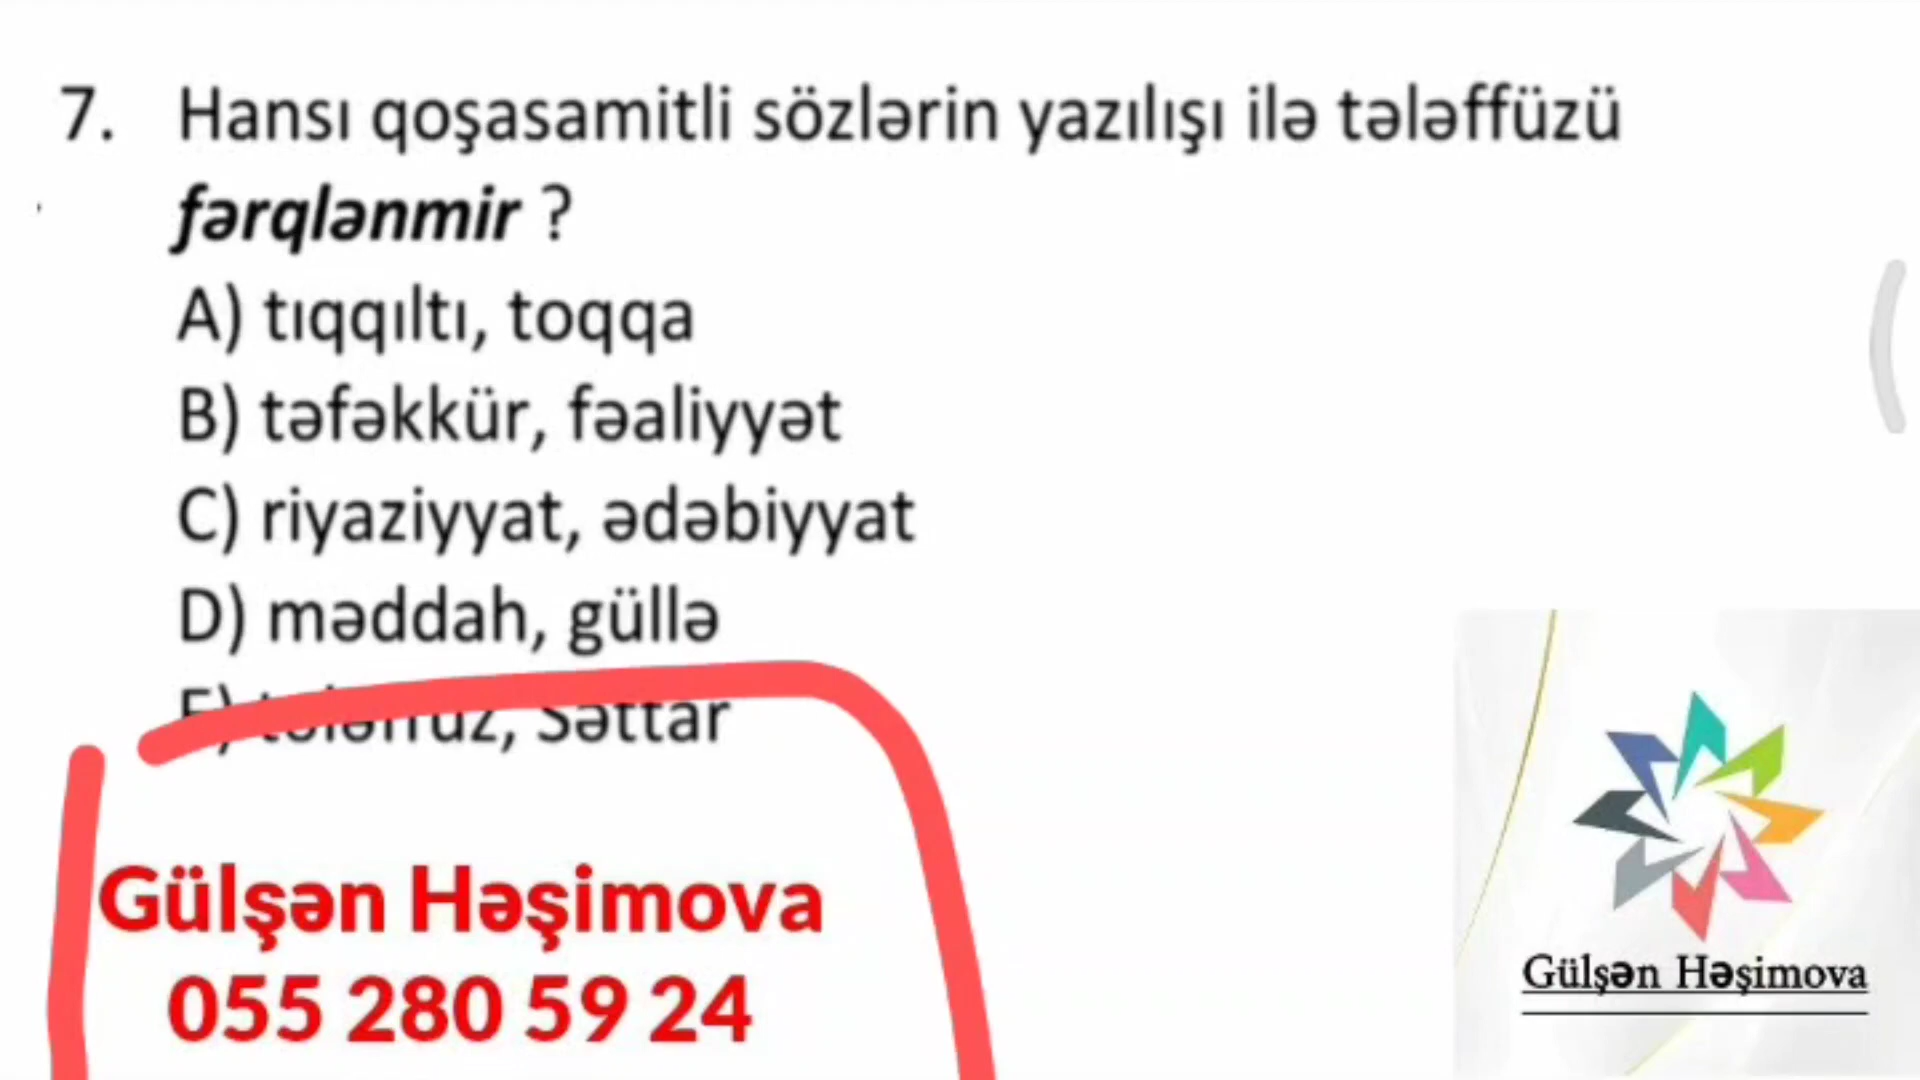 7. Hansı qoşasamitli sözlərin yazılışı ilə tələffüzü
fərqlənmir ?
A) tıqqıltı, toqqa
B) təfəkkür, fəaliyyət
C) riyaziyyat, ədəbiyyat
D) məddah, güllə
E) tələffüz, Səttar
Gülşən Həşimova
055 280 59 24
Gülşən Həşimova